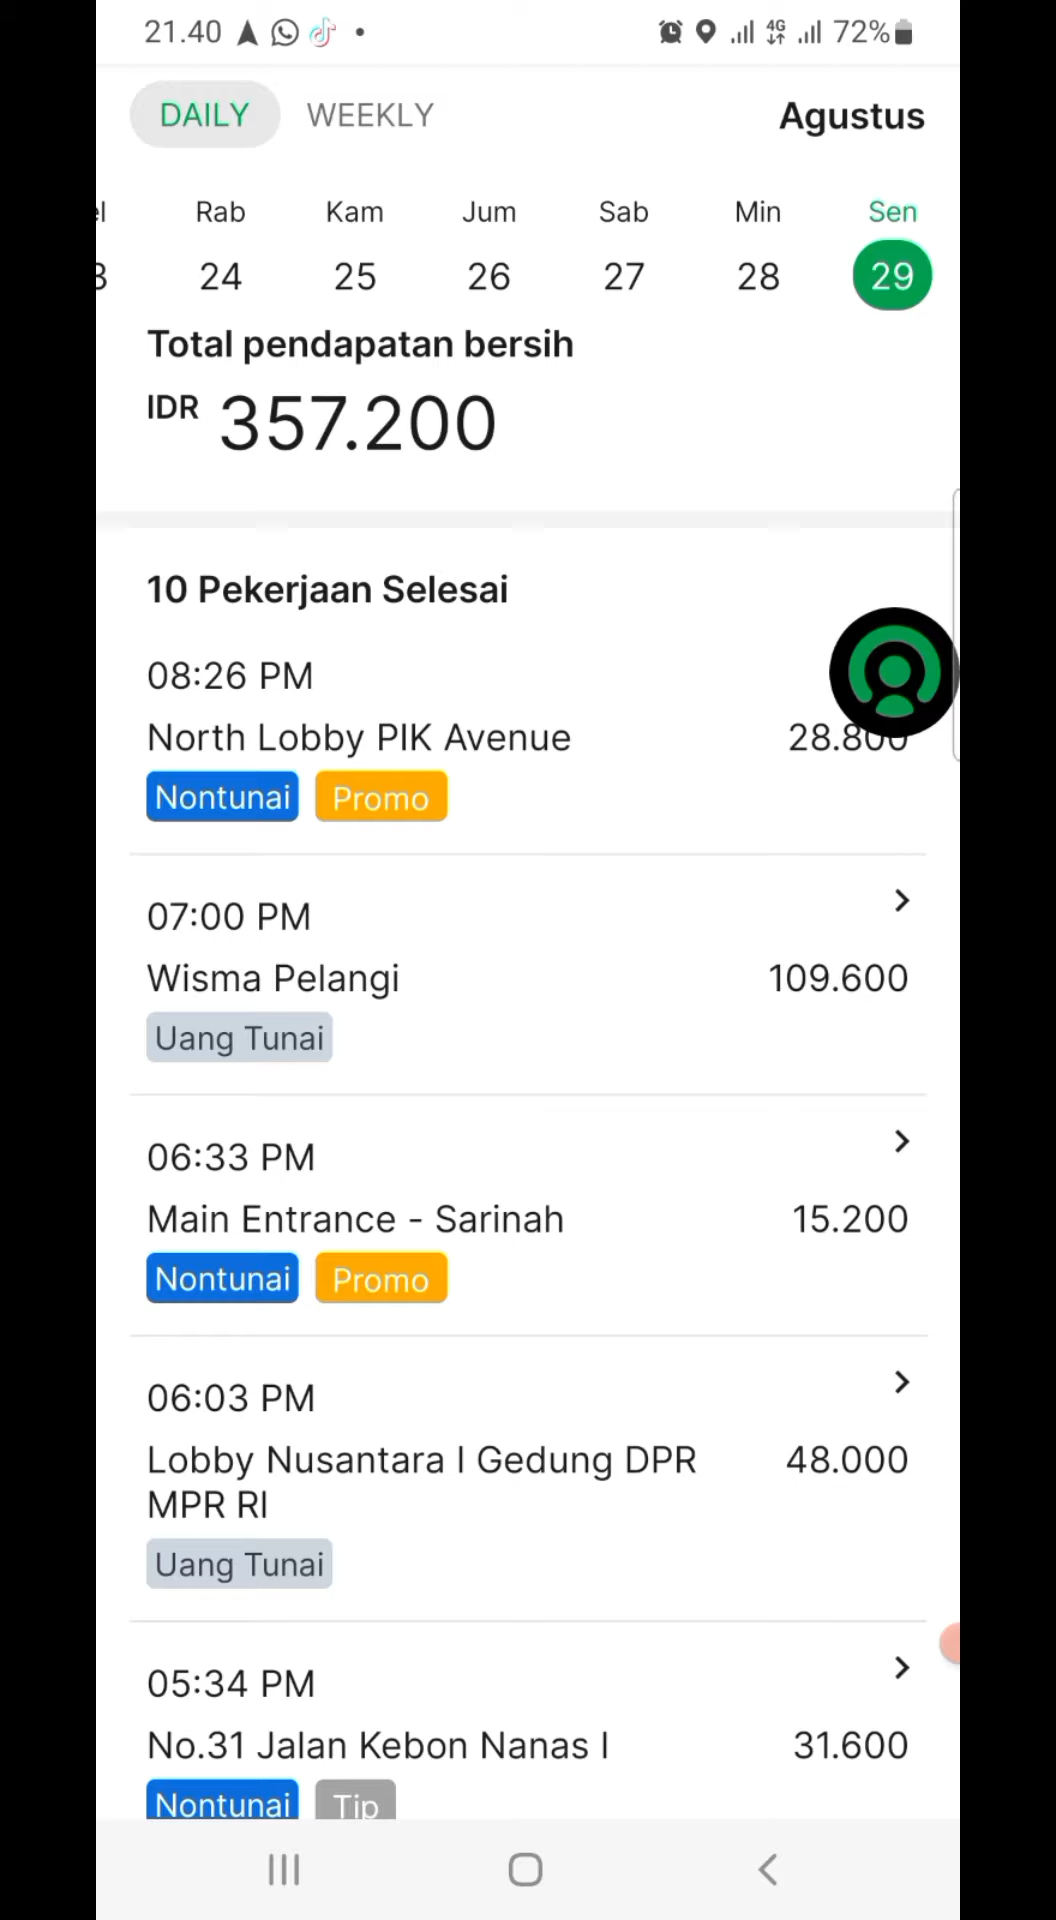 21.40 4G 72%
DAILY WEEKLY Agustus
Rab Kam Jum Sab Min Sen
24 25 26 27 28 29
Total pendapatan bersih
IDR 357.200
10 Pekerjaan Selesai
08:26 PM
North Lobby PIK Avenue 28.800
Nontunai Promo
07:00 PM
Wisma Pelangi 109.600
Uang Tunai
06:33 PM
Main Entrance - Sarinah 15.200
Nontunai Promo
06:03 PM
Lobby Nusantara I Gedung DPR 48.000
MPR RI
Uang Tunai
05:34 PM
No.31 Jalan Kebon Nanas I 31.600
Nontunai Tip